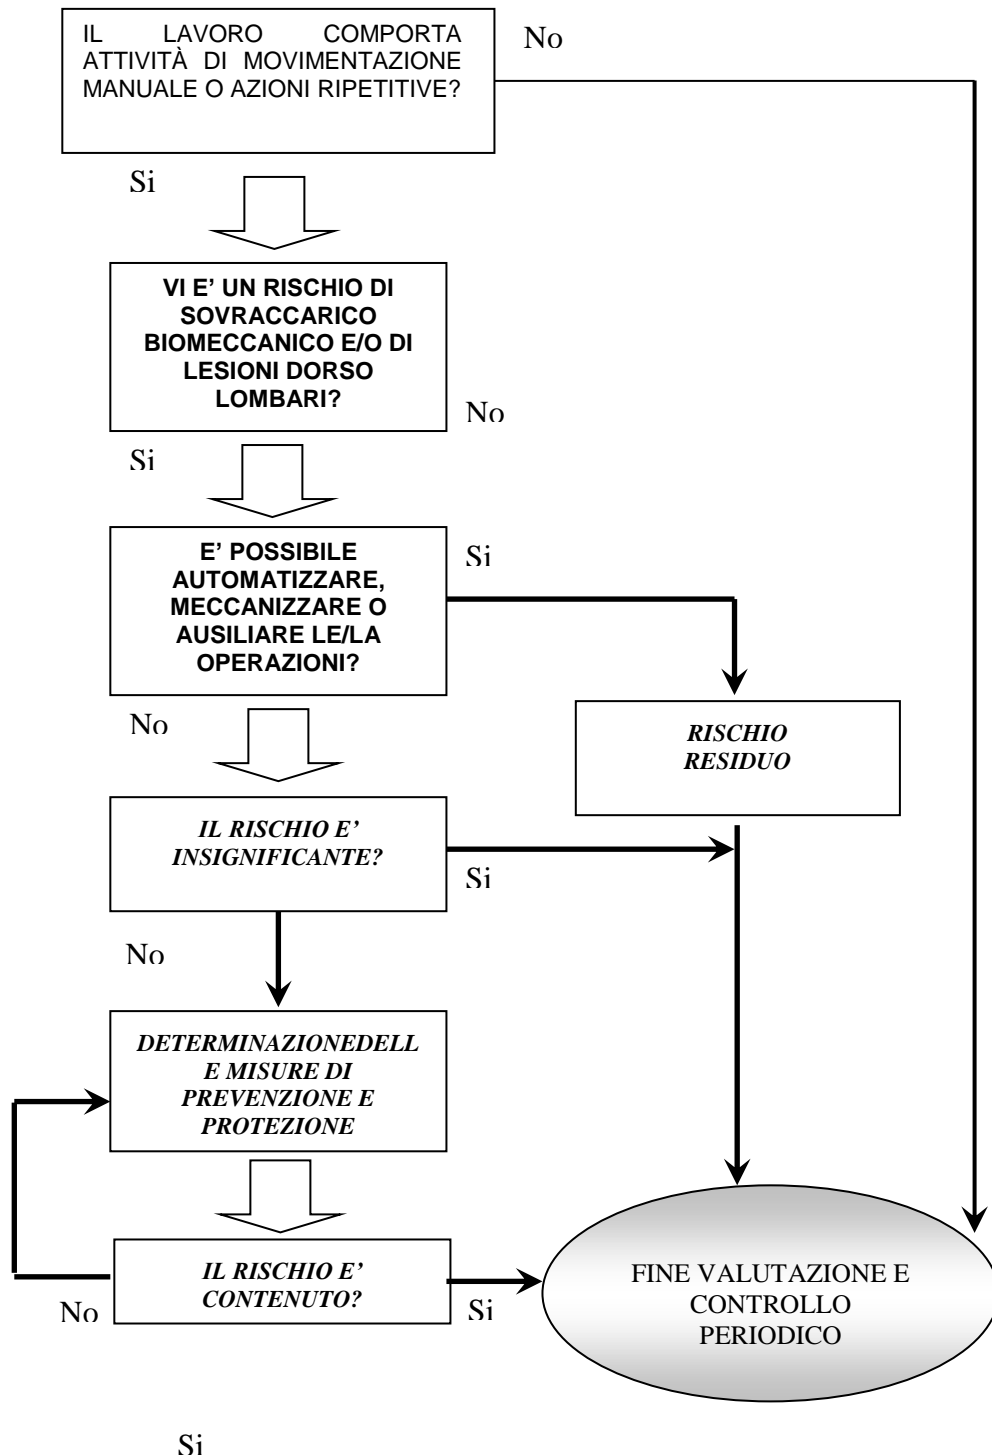 IL LAVORO COMPORTA
ATTIVITÀ DI MOVIMENTAZIONE
MANUALE O AZIONI RIPETITIVE?
No
Si
VI E’ UN RISCHIO DI
SOVRACCARICO
BIOMECCANICO E/O DI
LESIONI DORSO
LOMBARI?
No
Si
E’ POSSIBILE
AUTOMATIZZARE,
MECCANIZZARE O
AUSILIARE LE/LA
OPERAZIONI?
Si
No
RISCHIO
RESIDUO
IL RISCHIO E’
INSIGNIFICANTE?
Si
No
DETERMINAZIONEDELL
E MISURE DI
PREVENZIONE E
PROTEZIONE
IL RISCHIO E’
CONTENUTO?
No
Si
FINE VALUTAZIONE E
CONTROLLO
PERIODICO
Si